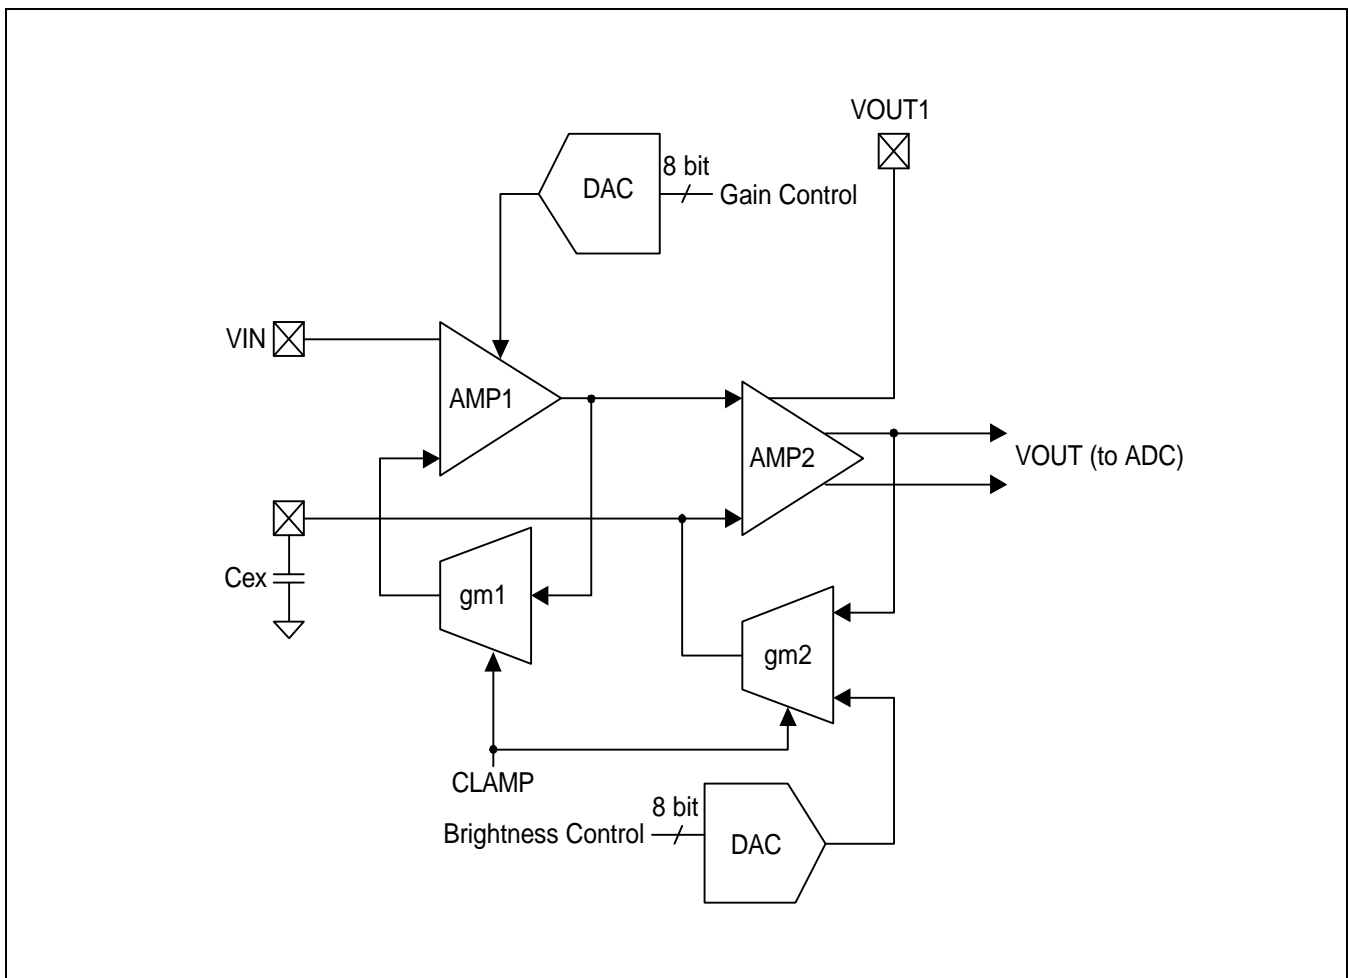 VOUT1
8 bit
DAC
Gain Control
VIN
AMP1
AMP2
VOUT (to ADC)
Cex
gm1
gm2
CLAMP
8 bit
Brightness Control
DAC